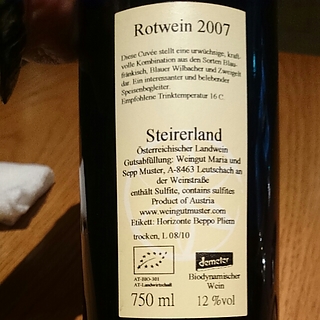 Rotwein 2007
Diese Cuvée stellt eine urwüchsige, kraft-
volle Kombination aus den Sorten Blau-
fränkisch, Blauer Wilbacher und Zweigelt
dar. Ein interessanter und belebender
Speisenbegleiter.
Empfohlene Trinktemperatur 16 C
Steirerland
Österreichischer Landwein
Gutsabfüllung: Weingut Maria und
Sepp Muster, A-8463 Leutschach an
der Weinstraße
enthält Sulfite, contains sulfites
Product of Austria
www.weingutmuster.com
Etikett: Horizonte Beppo Pliem
trocken, L 08/10
demeter
AT-BIO-301
AT-Landwirtschaft
Biodynamischer
Wein
750 ml
12 %vol